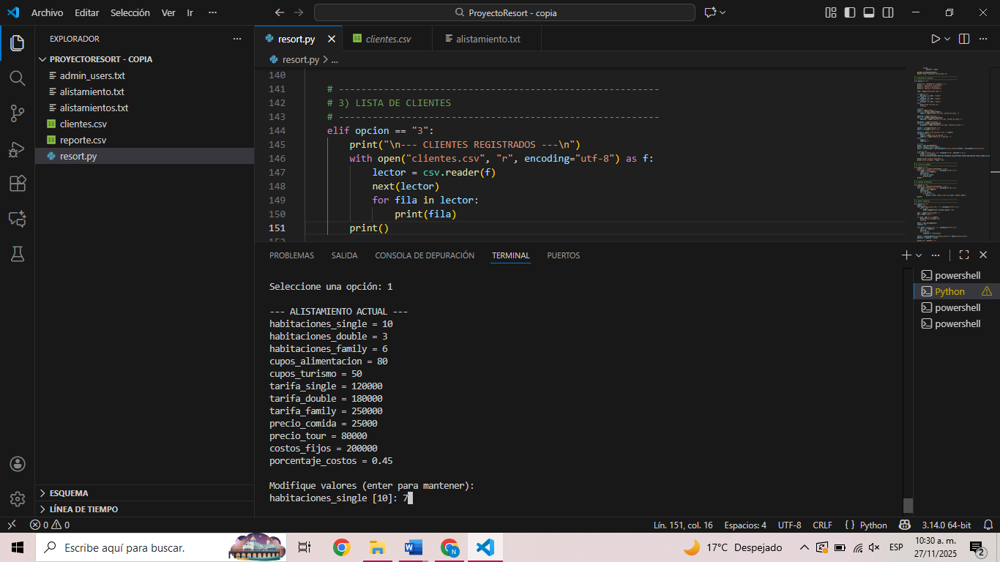 Archivo Editar Selección Ver Ir ··· ProyectoResort - copia
EXPLORADOR ···
PROYECTORESORT - COPIA
admin_users.txt
alistamiento.txt
alistamientos.txt
clientes.csv
reporte.csv
resort.py
ESQUEMA
LÍNEA DE TIEMPO
resort.py clientes.csv alistamiento.txt
resort.py > ...
140
141 # ---------------------------------------------------------
142 # 3) LISTA DE CLIENTES
143 # ---------------------------------------------------------
144 elif opcion == "3":
145 print("\n--- CLIENTES REGISTRADOS ---\n")
146 with open("clientes.csv", "r", encoding="utf-8") as f:
147 lector = csv.reader(f)
148 next(lector)
149 for fila in lector:
150 print(fila)
151 print()
152
PROBLEMAS SALIDA CONSOLA DE DEPURACIÓN TERMINAL PUERTOS
Seleccione una opción: 1
--- ALISTAMIENTO ACTUAL ---
habitaciones_single = 10
habitaciones_double = 3
habitaciones_family = 6
cupos_alimentacion = 80
cupos_turismo = 50
tarifa_single = 120000
tarifa_double = 180000
tarifa_family = 250000
precio_comida = 25000
precio_tour = 80000
costos_fijos = 200000
porcentaje_costos = 0.45
Modifique valores (enter para mantener):
habitaciones_single [10]: 7
powershell
Python
powershell
powershell
0 0 Lín. 151, col. 16 Espacios: 4 UTF-8 CRLF { } Python 3.14.0 64-bit
Escribe aquí para buscar. 17°C Despejado ESP 10:30 a. m.
27/11/2025 2